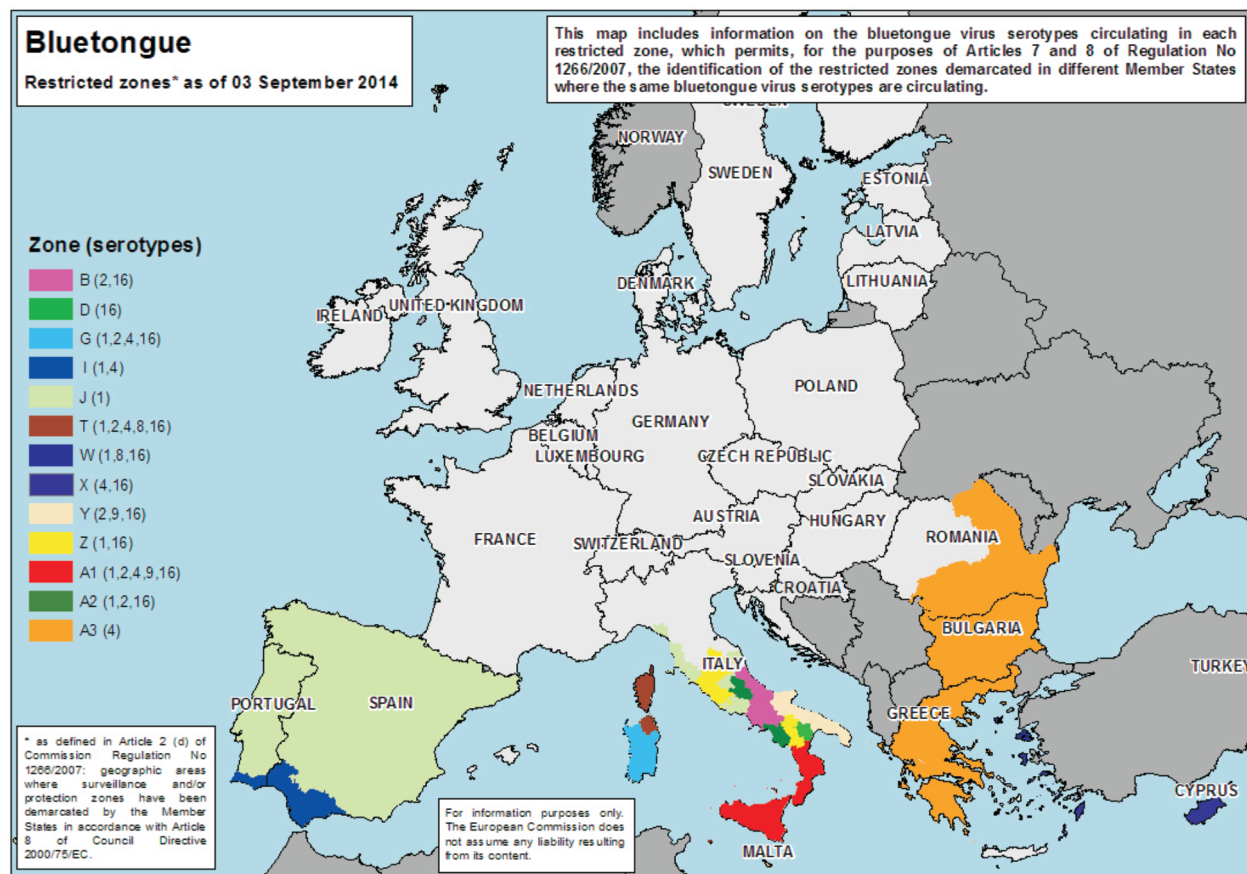 Bluetongue
Restricted zones* as of 03 September 2014
This map includes information on the bluetongue virus serotypes circulating in each
restricted zone, which permits, for the purposes of Articles 7 and 8 of Regulation No
1266/2007, the identification of the restricted zones demarcated in different Member States
where the same bluetongue virus serotypes are circulating.
SWEDEN
NORWAY
SWEDEN
ESTONIA
LATVIA
LITHUANIA
DENMARK
UNITED KINGDOM
IRELAND
Zone (serotypes)
B (2,16)
D (16)
G (1,2,4,16)
I (1,4)
J (1)
T (1,2,4,8,16)
W (1,8,16)
X (4,16)
Y (2,9,16)
Z (1,16)
A1 (1,2,4,9,16)
A2 (1,2,16)
A3 (4)
NETHERLANDS
POLAND
GERMANY
BELGIUM
LUXEMBOURG
CZECH REPUBLIC
SLOVAKIA
AUSTRIA
HUNGARY
FRANCE
SWITZERLAND
SLOVENIA
ROMANIA
CROATIA
BULGARIA
ITALY
TURKEY
PORTUGAL
SPAIN
GREECE
CYPRUS
MALTA
* as defined in Article 2 (d) of
Commission Regulation No
1266/2007: geographic areas
where surveillance and/or
protection zones have been
demarcated by the Member
States in accordance with Article
8 of Council Directive
2000/75/EC.
For information purposes only.
The European Commission does
not assume any liability resulting
from its content.